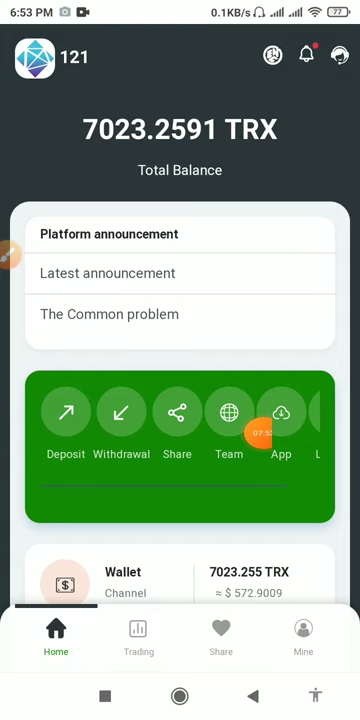 6:53 PM 0.1KB/s 77
121
7023.2591 TRX
Total Balance
Platform announcement
Latest announcement
The Common problem
Deposit Withdrawal Share Team App L
Wallet 7023.255 TRX
Channel ≈ $ 572.9009
Home Trading Share Mine